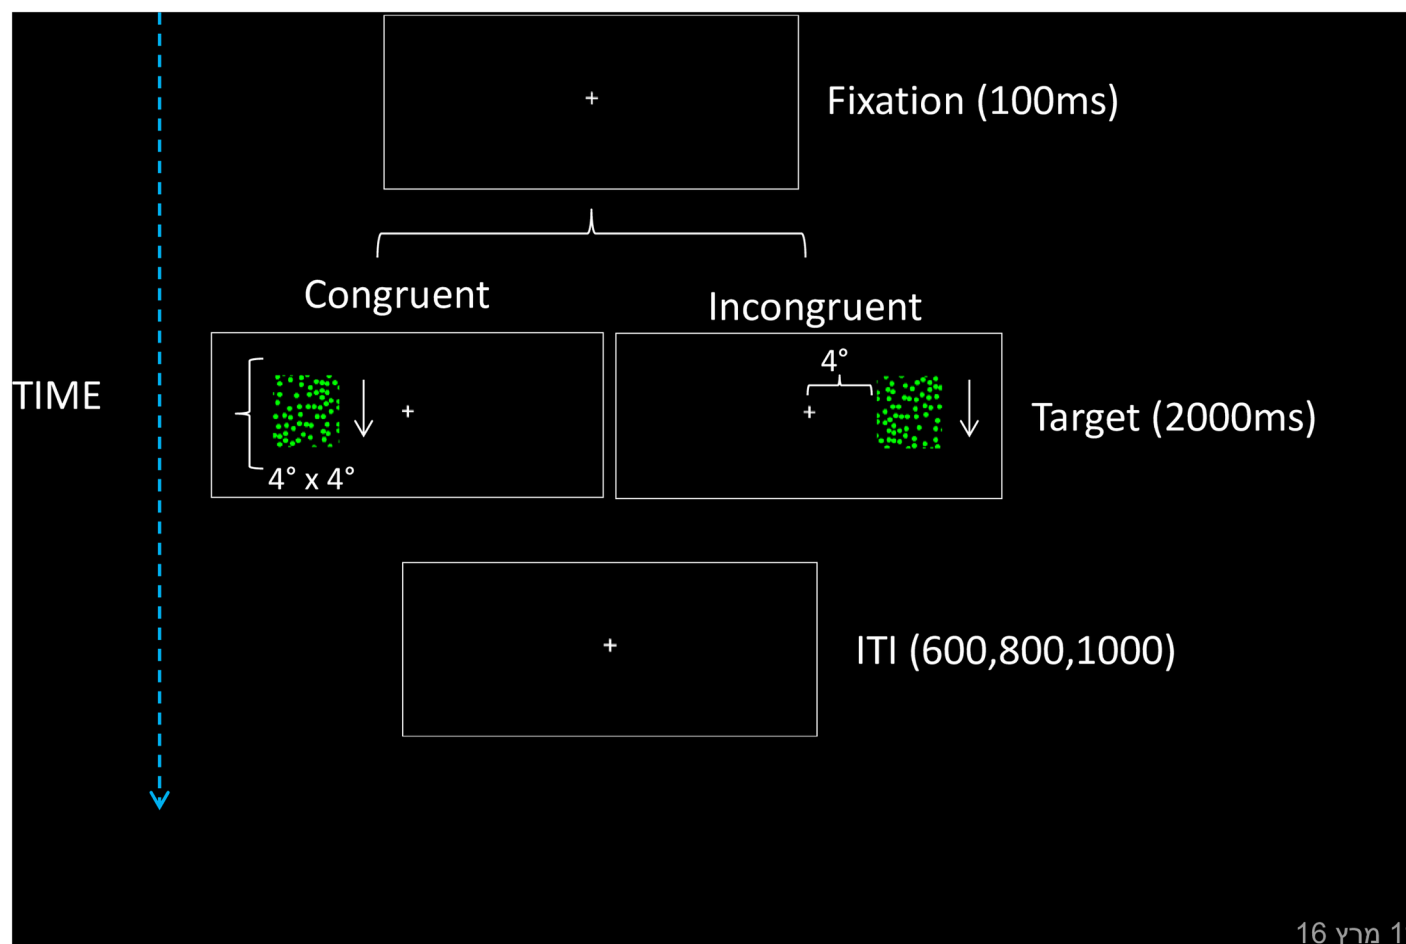 Fixation (100ms)
Congruent
Incongruent
4°
TIME
Target (2000ms)
4° x 4°
ITI (600,800,1000)
16 מרץ 1